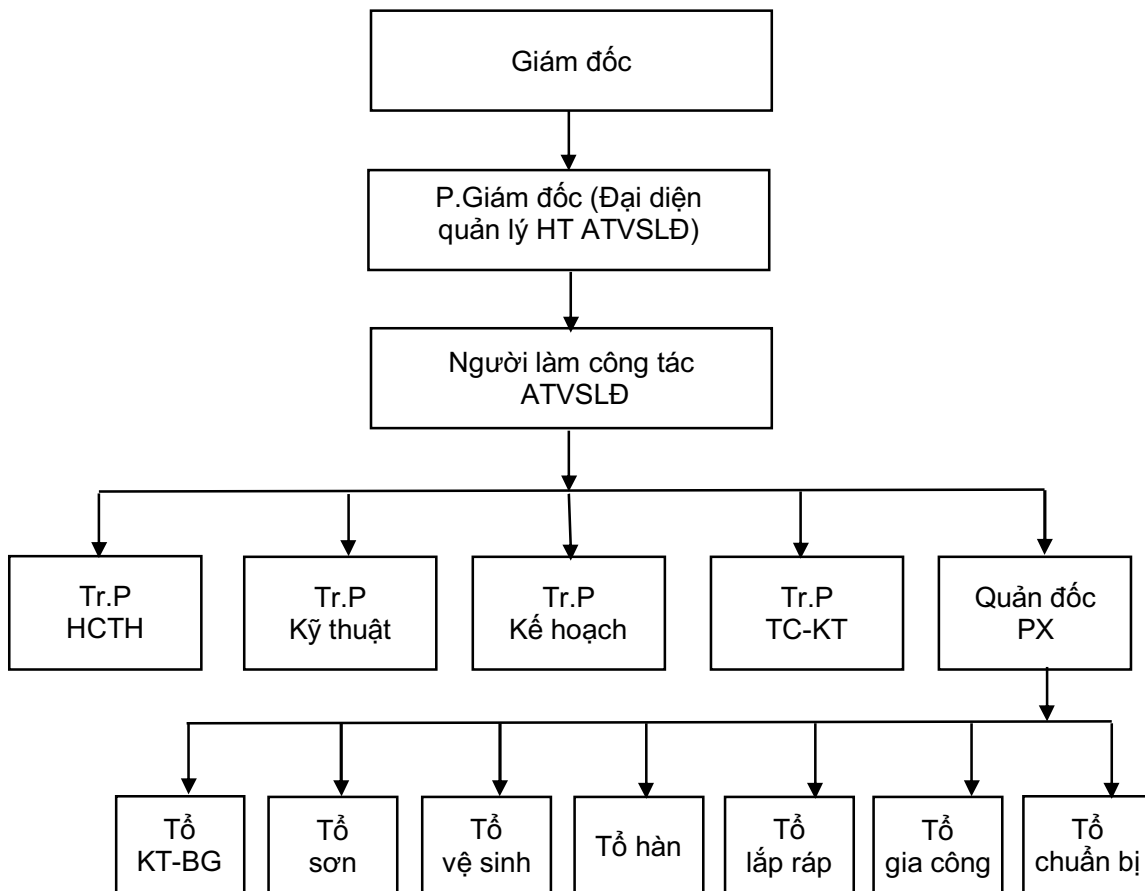 Giám đốc
P.Giám đốc (Đại diện
quản lý HT ATVSLĐ)
Người làm công tác
ATVSLĐ
Tr.P
HCTH
Tr.P
Kỹ thuật
Tr.P
Kế hoạch
Tr.P
TC-KT
Quản đốc
PX
Tổ
KT-BG
Tổ
sơn
Tổ
vệ sinh
Tổ hàn
Tổ
lắp ráp
Tổ
gia công
Tổ
chuẩn bị